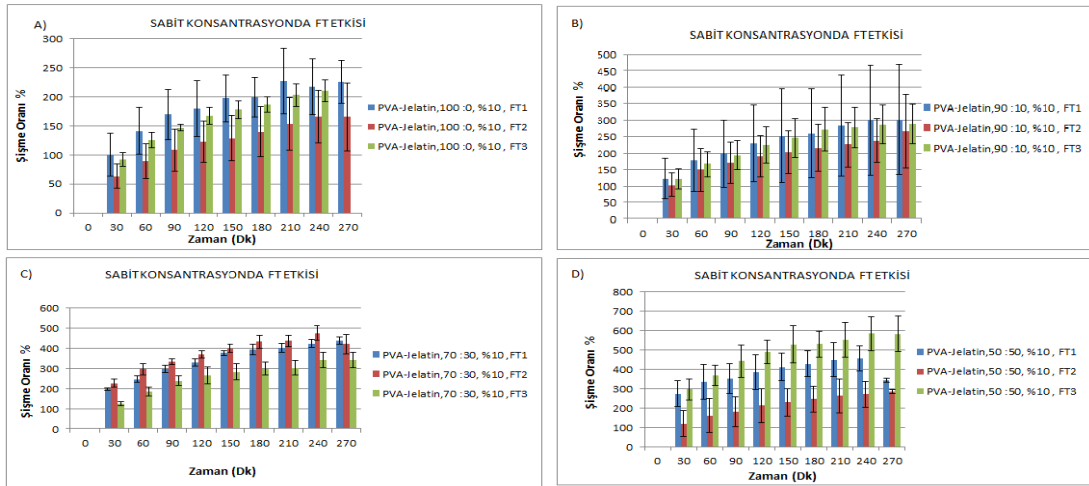 A)
SABİT KONSANTRASYONDA FT ETKİSİ
Şişme Oranı %
300
250
200
150
100
50
0
0 30 60 90 120 150 180 210 240 270
Zaman (Dk)
PVA-Jelatin,100 :0, %10 , FT1
PVA-Jelatin,100 :0, %10 , FT2
PVA-Jelatin,100 :0, %10 , FT3
B)
SABİT KONSANTRASYONDA FT ETKİSİ
Şişme Oranı %
500
450
400
350
300
250
200
150
100
50
0
0 30 60 90 120 150 180 210 240 270
Zaman (Dk)
PVA-Jelatin,90 :10, %10 , FT1
PVA-Jelatin,90 :10, %10 , FT2
PVA-Jelatin,90 :10, %10 , FT3
C)
SABİT KONSANTRASYONDA FT ETKİSİ
Şişme Oranı %
600
500
400
300
200
100
0
0 30 60 90 120 150 180 210 240 270
Zaman (Dk)
PVA-Jelatin,70 :30, %10 , FT1
PVA-Jelatin,70 :30, %10 , FT2
PVA-Jelatin,70 :30, %10 , FT3
D)
SABİT KONSANTRASYONDA FT ETKİSİ
Şişme Oranı %
800
700
600
500
400
300
200
100
0
0 30 60 90 120 150 180 210 240 270
Zaman (Dk)
PVA-Jelatin,50 :50, %10 , FT1
PVA-Jelatin,50 :50, %10 , FT2
PVA-Jelatin,50 :50, %10 , FT3